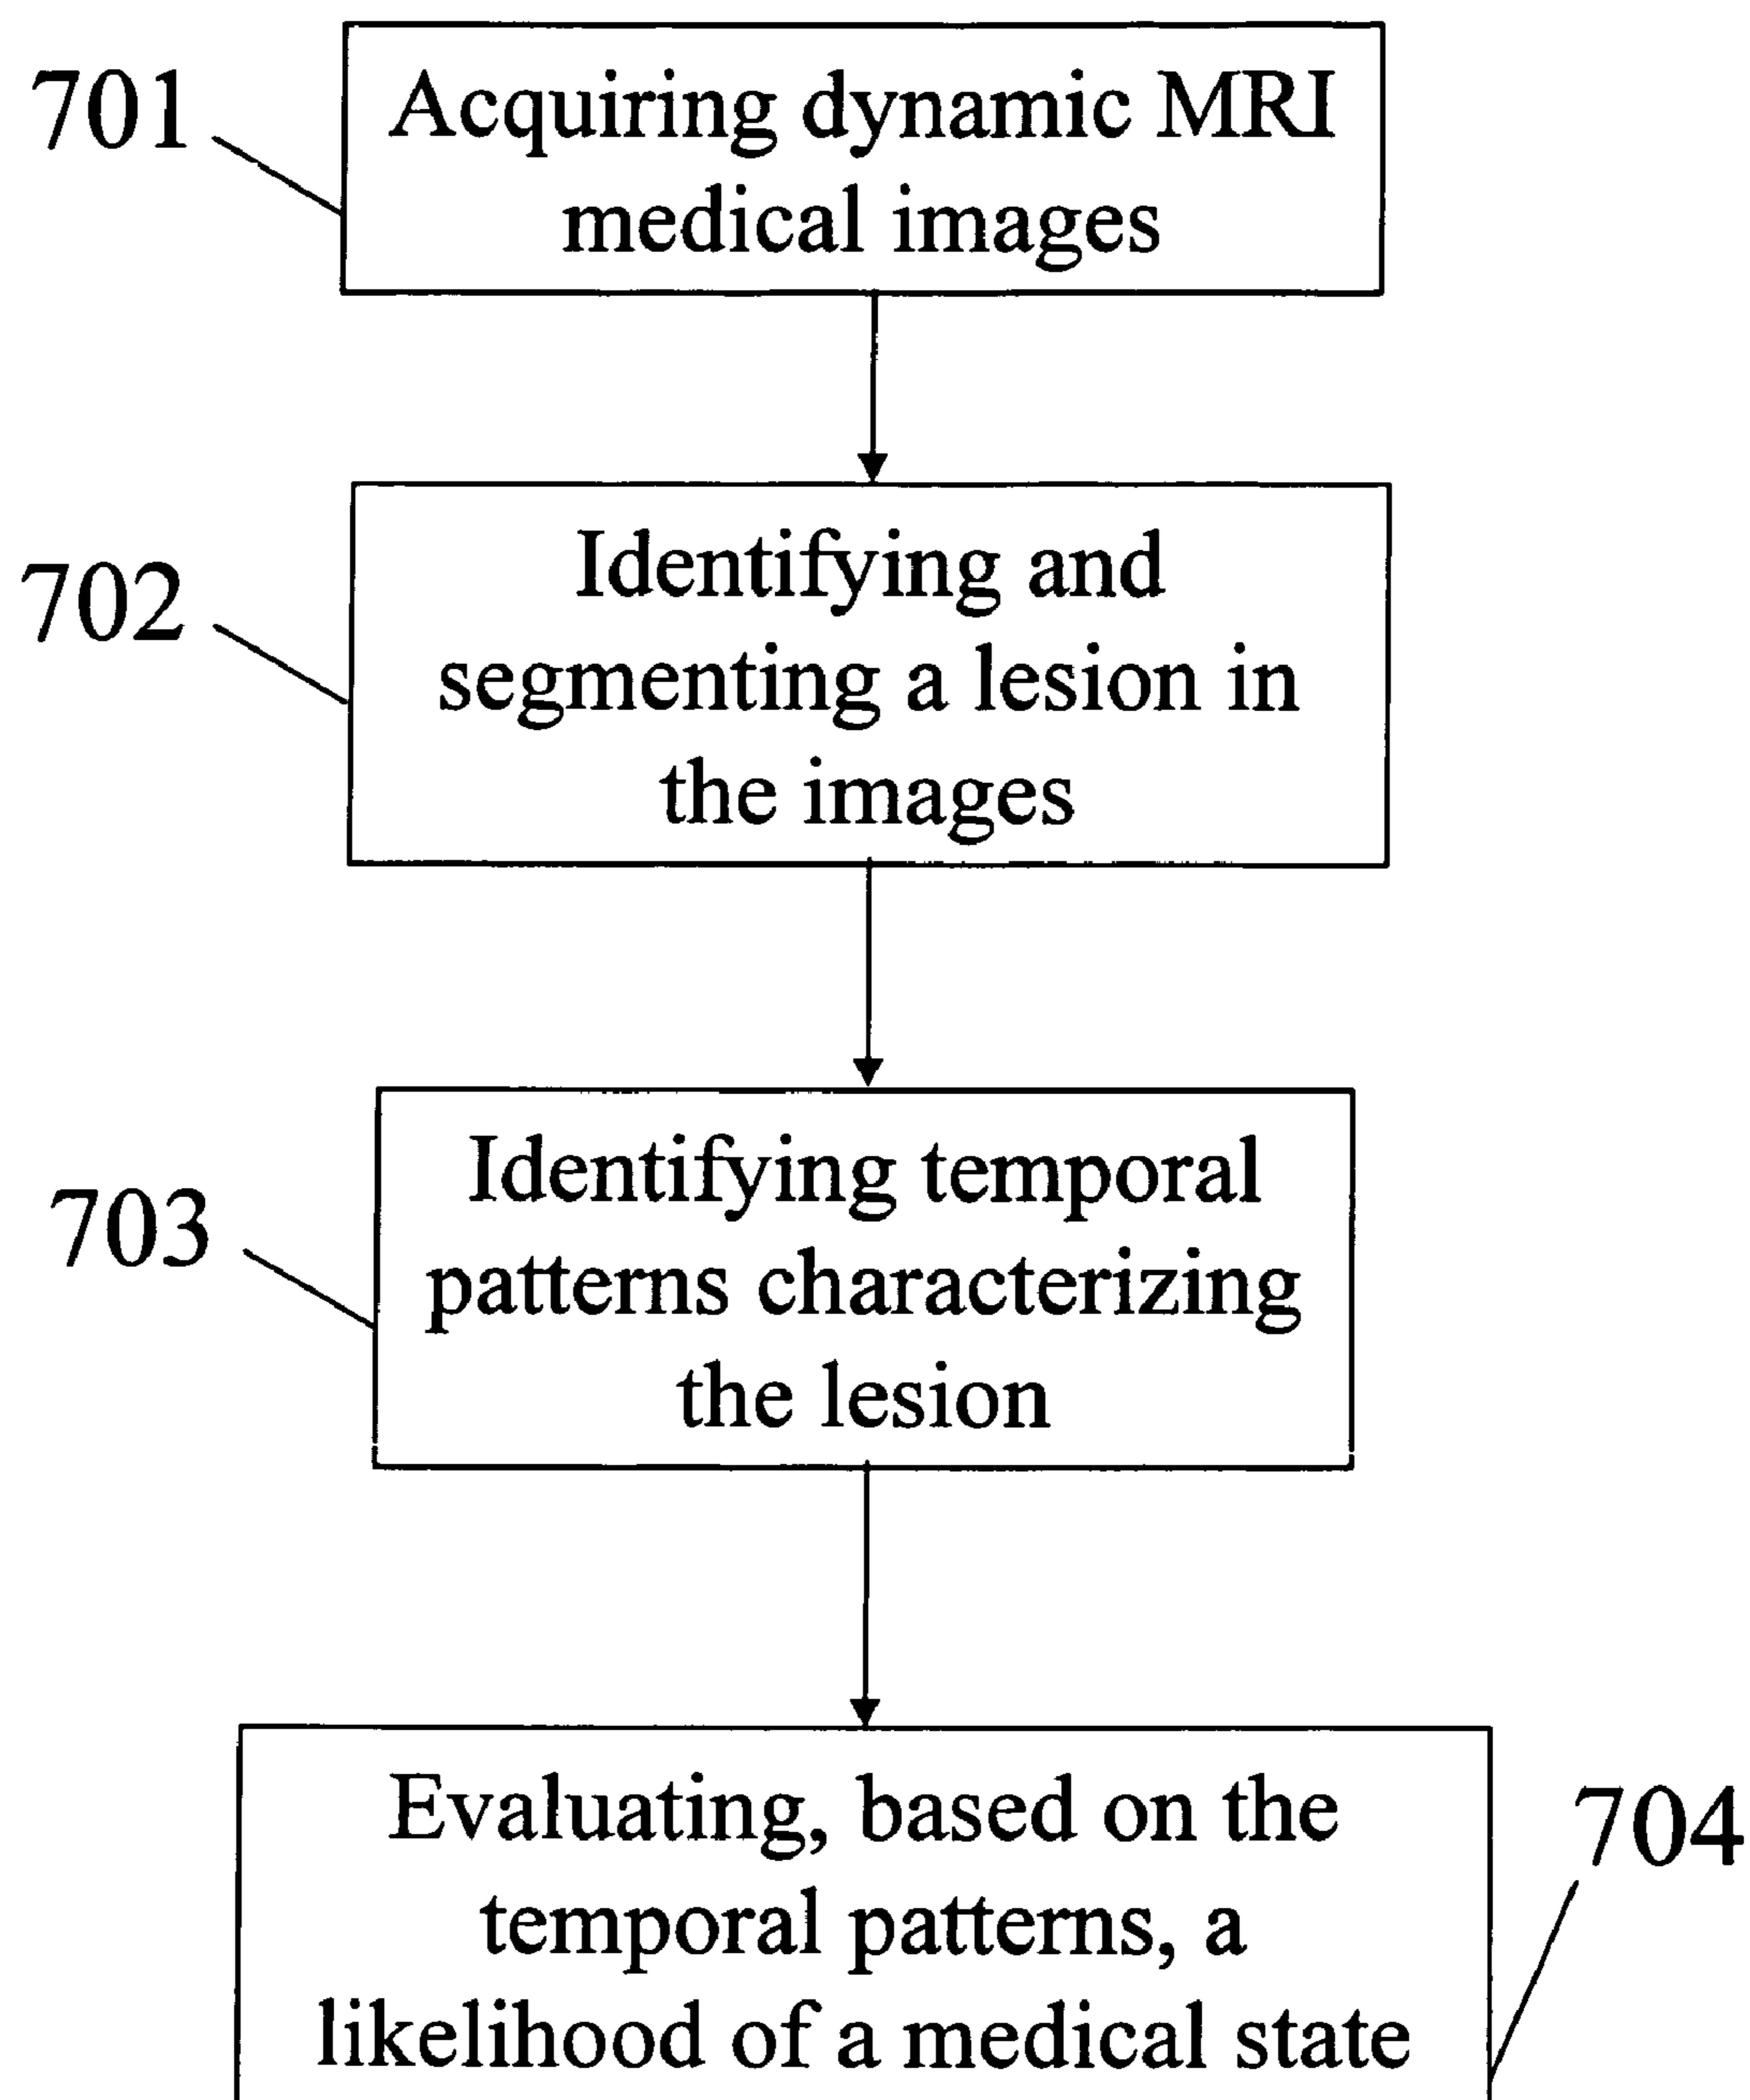 701
Acquiring dynamic MRI
medical images
702
Identifying and
segmenting a lesion in
the images
703
Identifying temporal
patterns characterizing
the lesion
Evaluating, based on the
temporal patterns, a
likelihood of a medical state
704